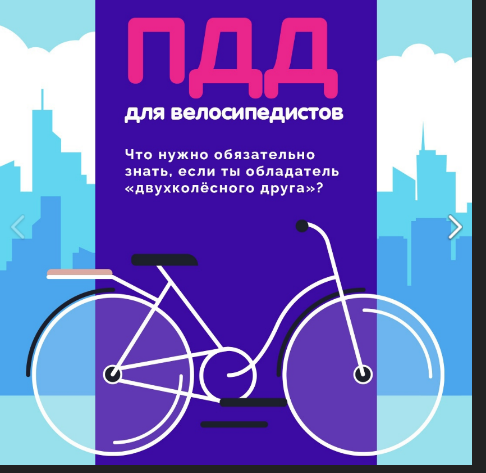 ПДД
для велосипедистов
Что нужно обязательно
знать, если ты обладатель
«двухколёсного друга»?